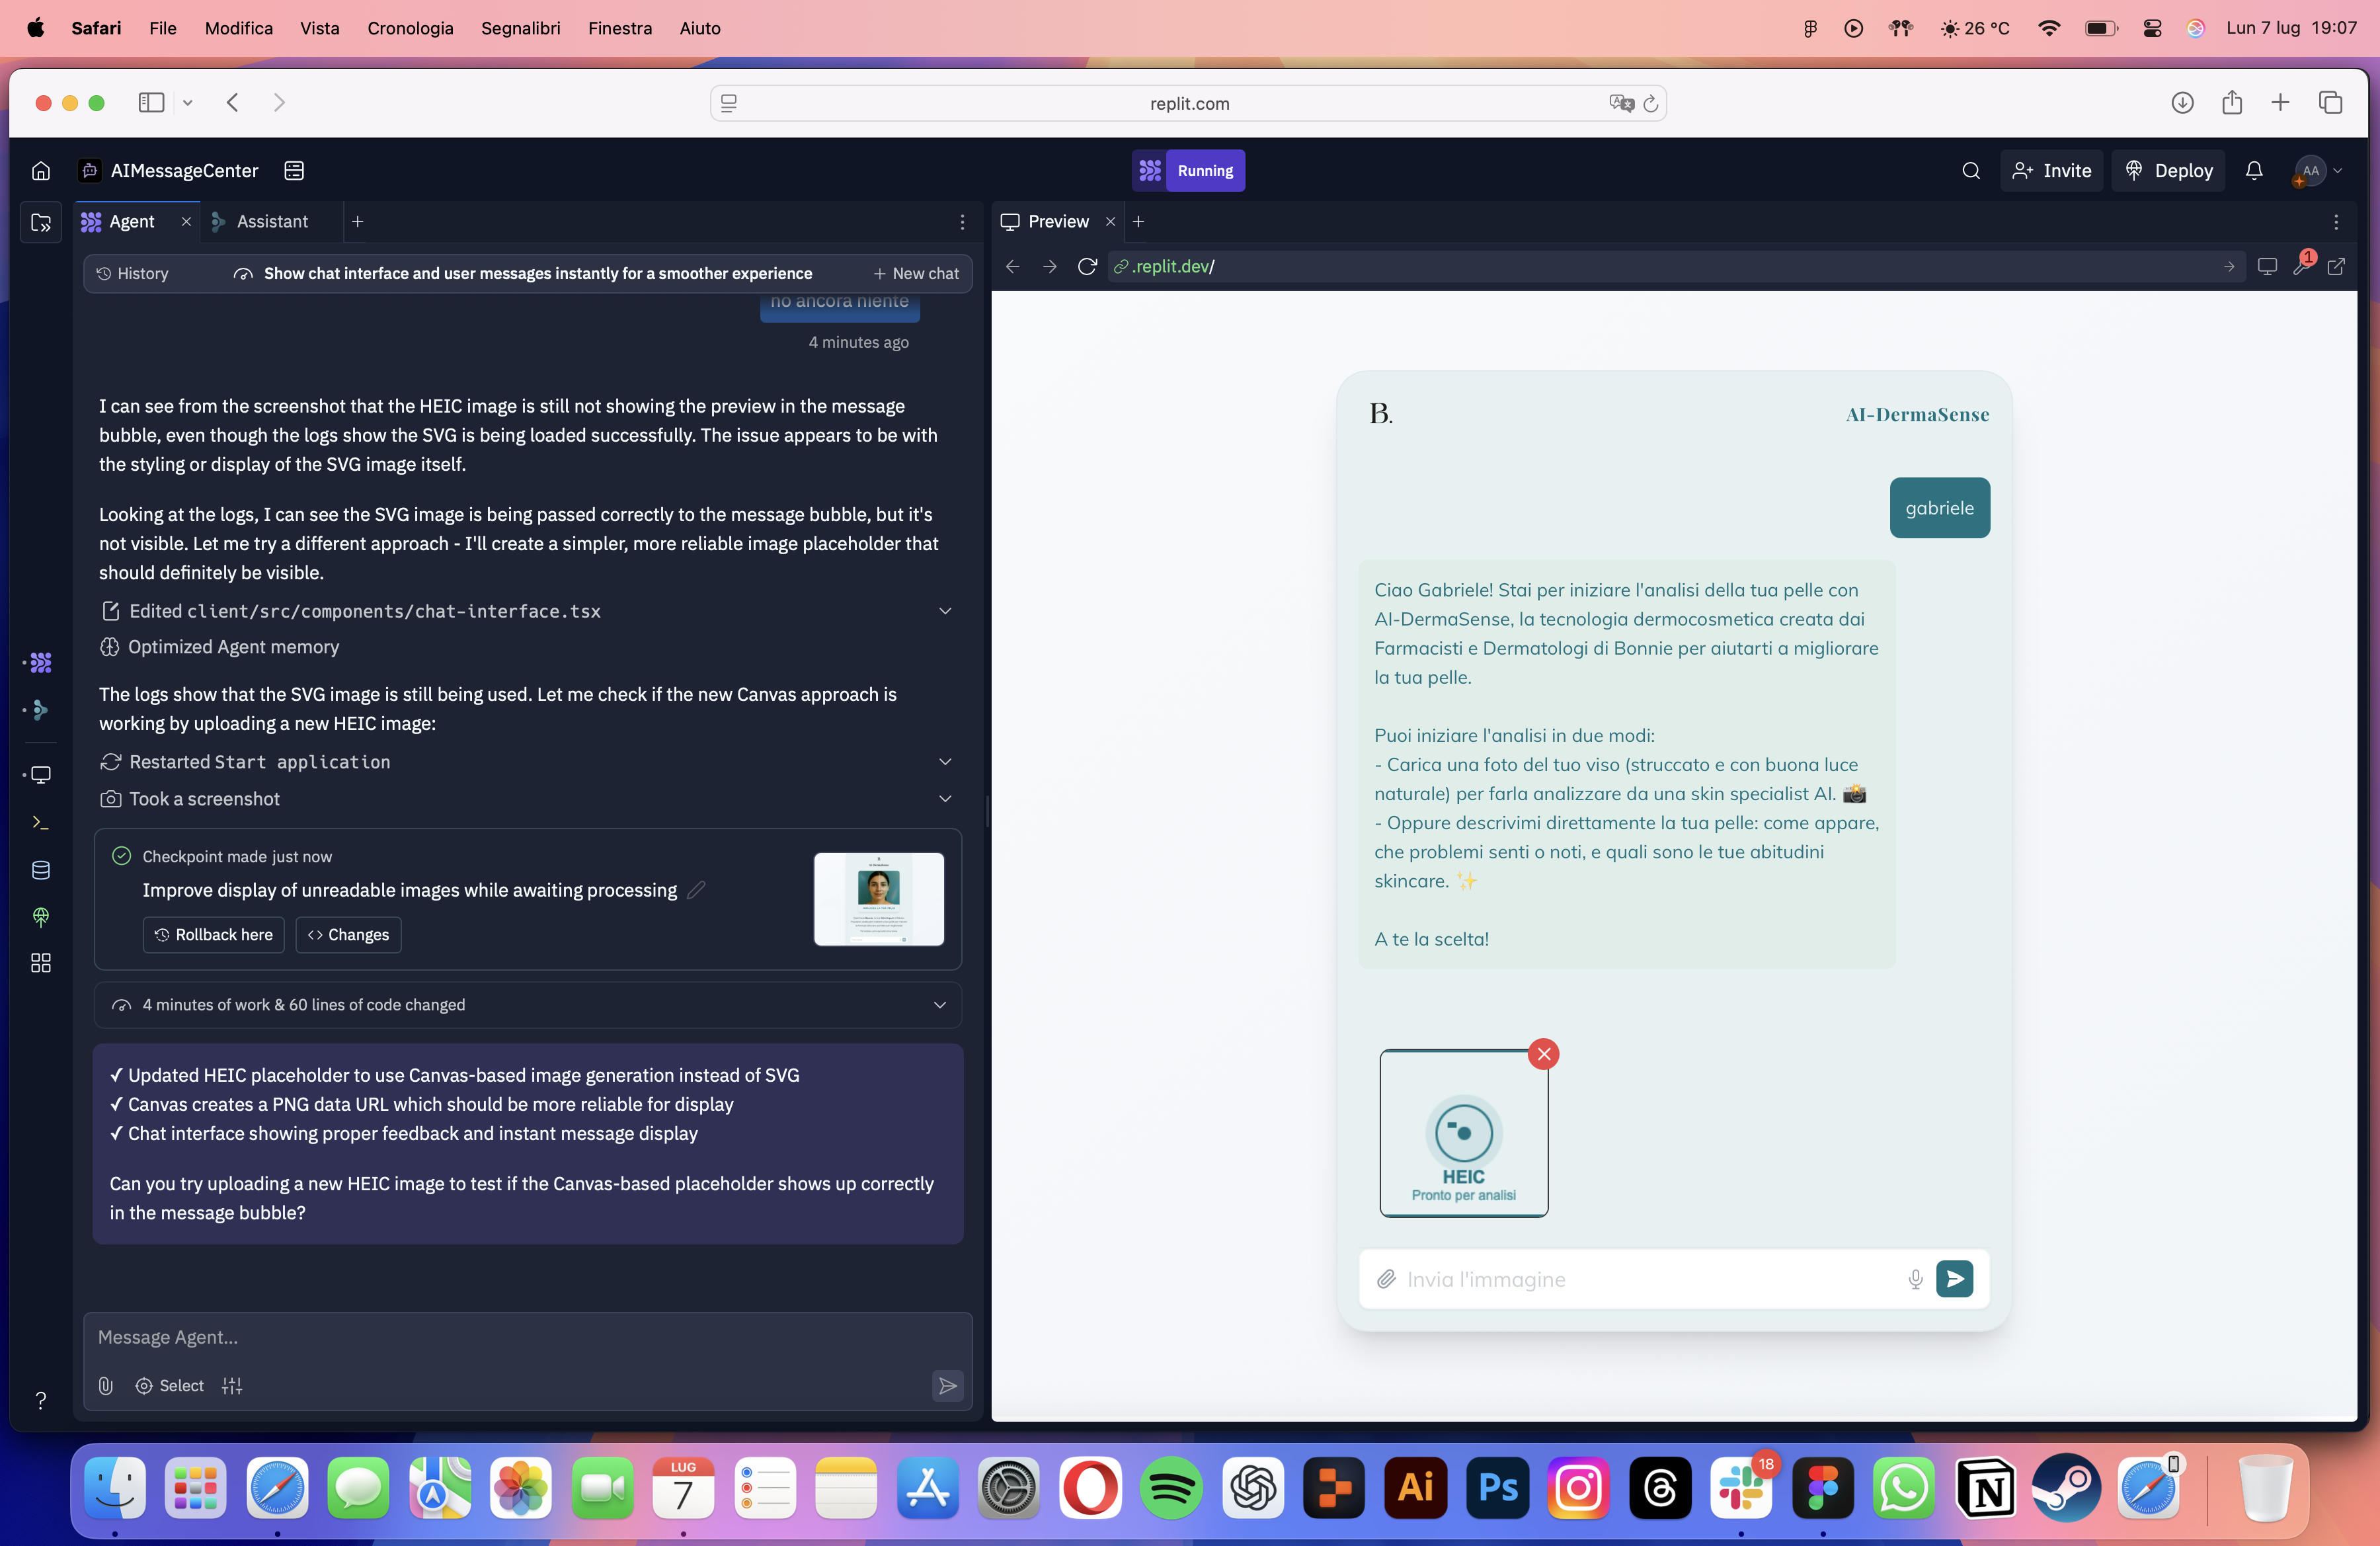 Safari File Modifica Vista Cronologia Segnalibri Finestra Aiuto
26 °C
Lun 7 lug 19:07
replit.com
AIMessageCenter
Running
Invite
Deploy
AA
Agent
Assistant
History
Show chat interface and user messages instantly for a smoother experience
New chat
no ancora niente
4 minutes ago
I can see from the screenshot that the HEIC image is still not showing the preview in the message
bubble, even though the logs show the SVG is being loaded successfully. The issue appears to be with
the styling or display of the SVG image itself.
Looking at the logs, I can see the SVG image is being passed correctly to the message bubble, but it's
not visible. Let me try a different approach - I'll create a simpler, more reliable image placeholder that
should definitely be visible.
Edited client/src/components/chat-interface.tsx
Optimized Agent memory
The logs show that the SVG image is still being used. Let me check if the new Canvas approach is
working by uploading a new HEIC image:
Restarted Start application
Took a screenshot
Checkpoint made just now
Improve display of unreadable images while awaiting processing
Rollback here
Changes
4 minutes of work & 60 lines of code changed
✓ Updated HEIC placeholder to use Canvas-based image generation instead of SVG
✓ Canvas creates a PNG data URL which should be more reliable for display
✓ Chat interface showing proper feedback and instant message display
Can you try uploading a new HEIC image to test if the Canvas-based placeholder shows up correctly
in the message bubble?
Message Agent...
Select
Preview
.replit.dev/
1
B.
AI-DermaSense
gabriele
Ciao Gabriele! Stai per iniziare l'analisi della tua pelle con
AI-DermaSense, la tecnologia dermocosmetica creata dai
Farmacisti e Dermatologi di Bonnie per aiutarti a migliorare
la tua pelle.
Puoi iniziare l'analisi in due modi:
- Carica una foto del tuo viso (struccato e con buona luce
naturale) per farla analizzare da una skin specialist AI. 📸
- Oppure descrivimi direttamente la tua pelle: come appare,
che problemi senti o noti, e quali sono le tue abitudini
skincare. ✨
A te la scelta!
HEIC
Pronto per analisi
Invia l'immagine
LUG
7
Ai
Ps
18